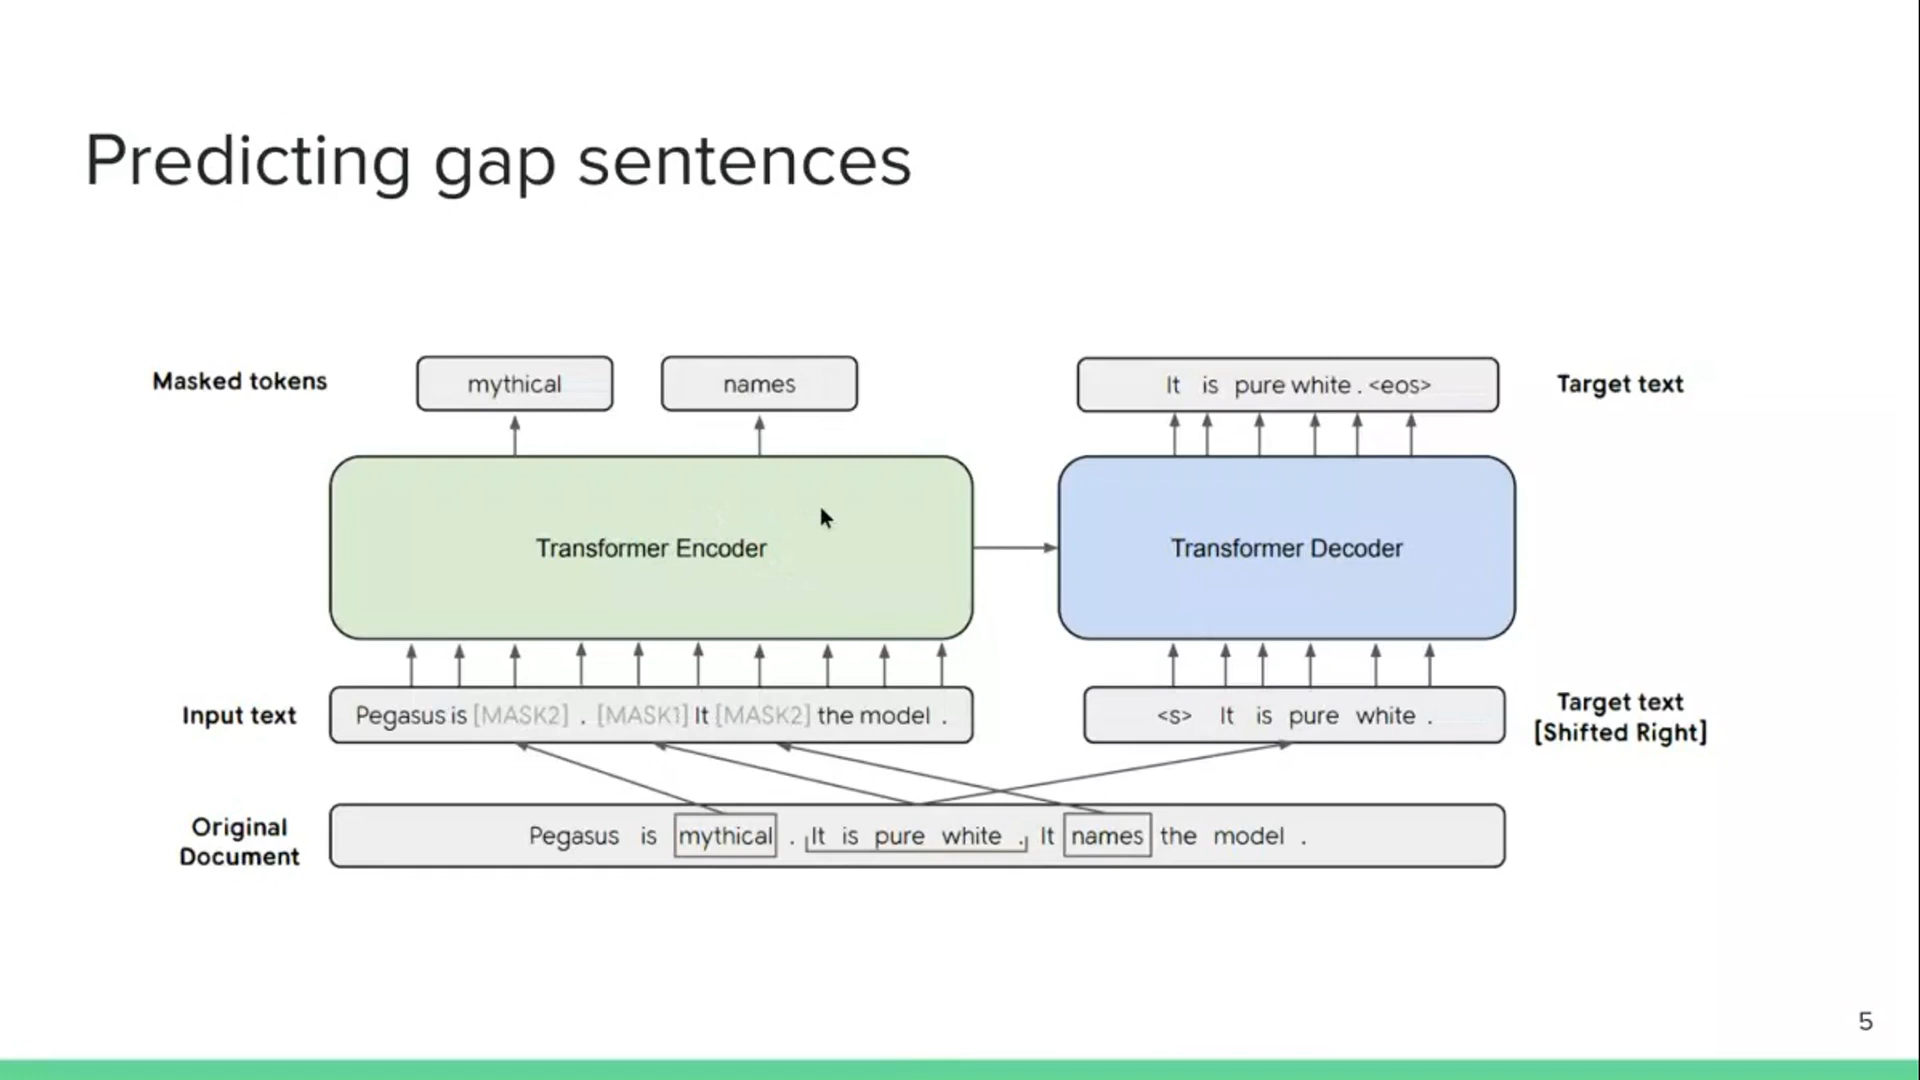 Predicting gap sentences
Masked tokens
mythical
names
It is pure white . <eos>
Target text
Transformer Encoder
Transformer Decoder
Input text
Pegasus is [MASK2] . [MASK1] It [MASK2] the model .
<s> It is pure white .
Target text
[Shifted Right]
Original
Document
Pegasus is mythical . It is pure white . It names the model .
5